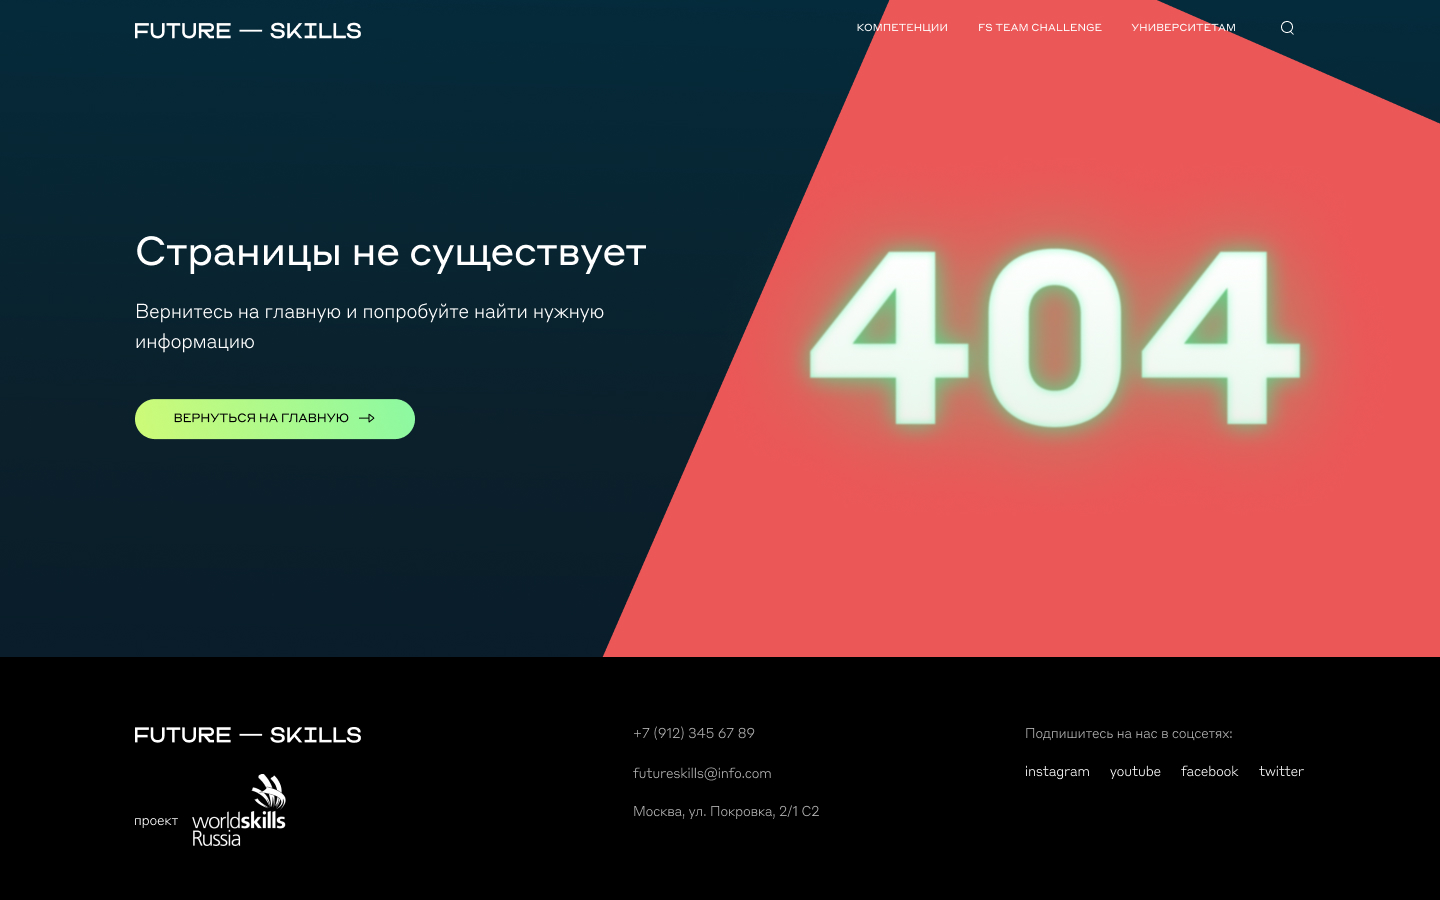 FUTURE — SKILLS
КОМПЕТЕНЦИИ
FS TEAM CHALLENGE
УНИВЕРСИТЕТАМ
Страницы не существует
Вернитесь на главную и попробуйте найти нужную
информацию
ВЕРНУТЬСЯ НА ГЛАВНУЮ
404
FUTURE — SKILLS
проект
worldskills
Russia
+7 (912) 345 67 89
futureskills@info.com
Москва, ул. Покровка, 2/1 С2
Подпишитесь на нас в соцсетях:
instagram
youtube
facebook
twitter